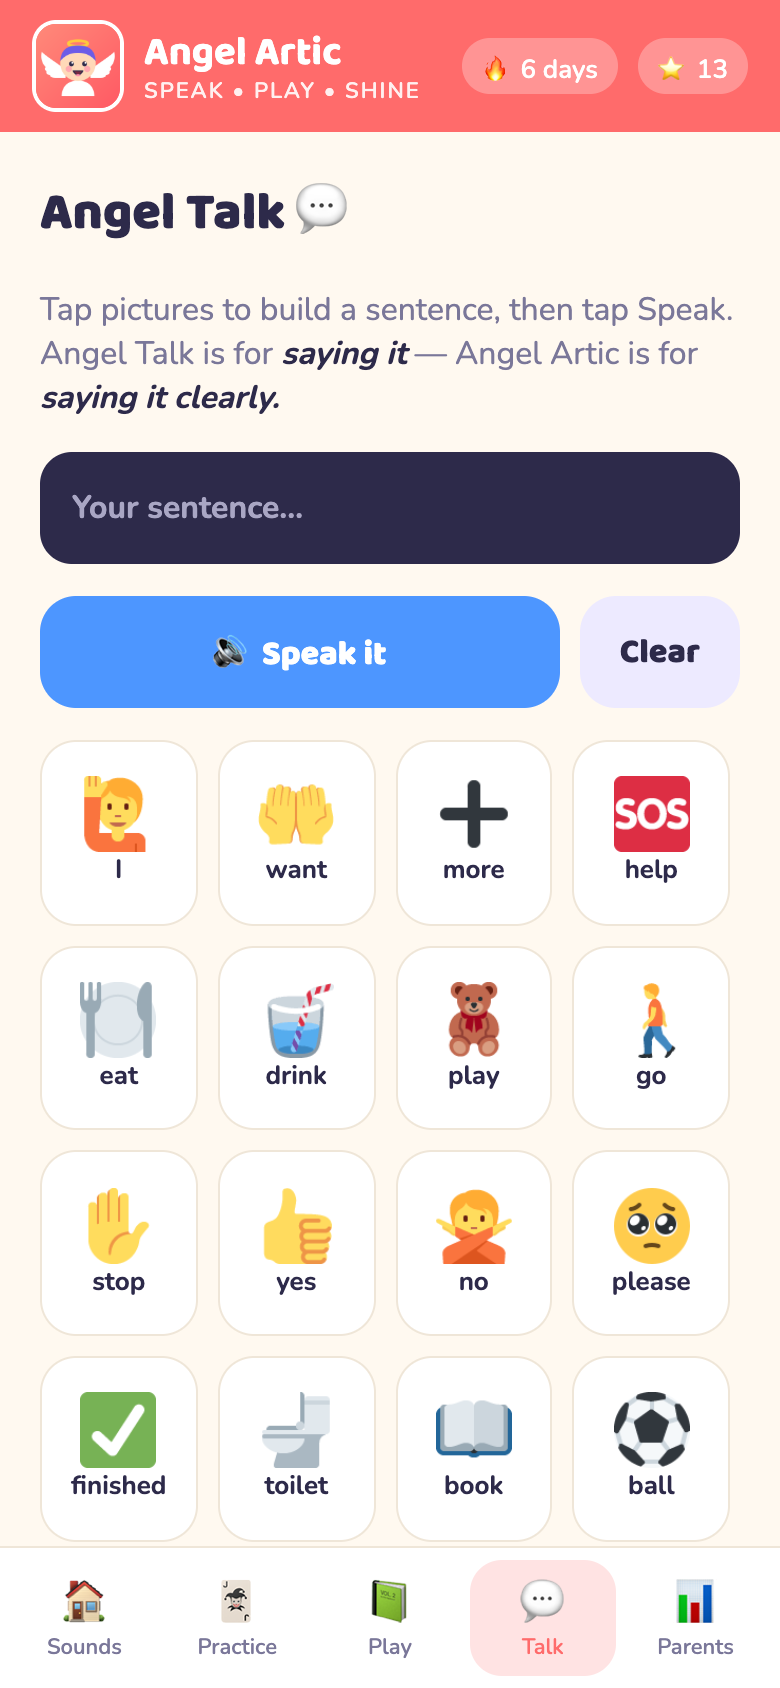 Angel Artic
SPEAK • PLAY • SHINE
6 days
13
Angel Talk
Tap pictures to build a sentence, then tap Speak.
Angel Talk is for saying it — Angel Artic is for
saying it clearly.
Your sentence...
Speak it
Clear
I
want
more
SOS
help
eat
drink
play
go
stop
yes
no
please
finished
toilet
book
ball
Sounds
Practice
Play
Talk
Parents